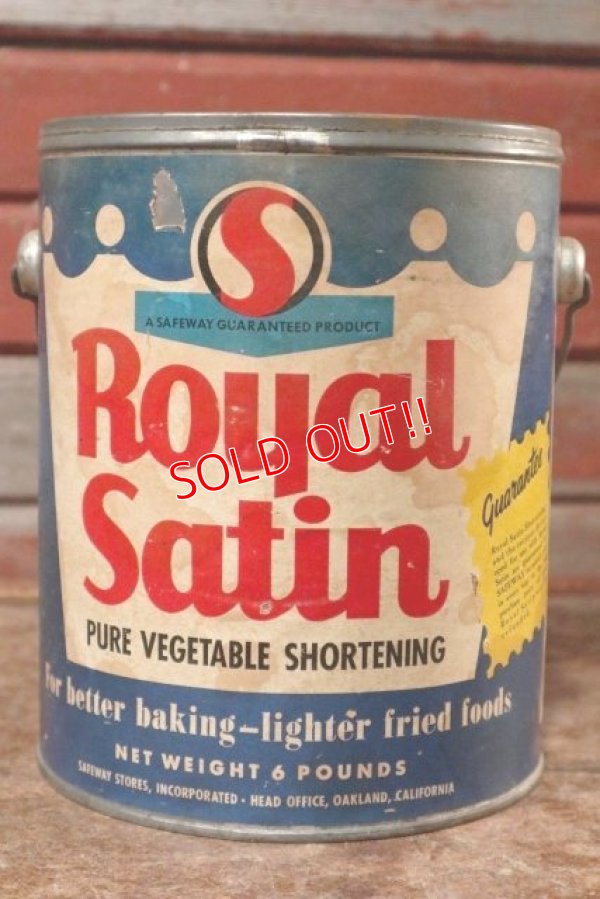 S
A SAFEWAY GUARANTEED PRODUCT
Royal
SOLD OUT!!
Satin
Guarantee
PURE VEGETABLE SHORTENING
For better baking—lighter fried foods
NET WEIGHT 6 POUNDS
SAFEWAY STORES, INCORPORATED · HEAD OFFICE, OAKLAND, CALIFORNIA